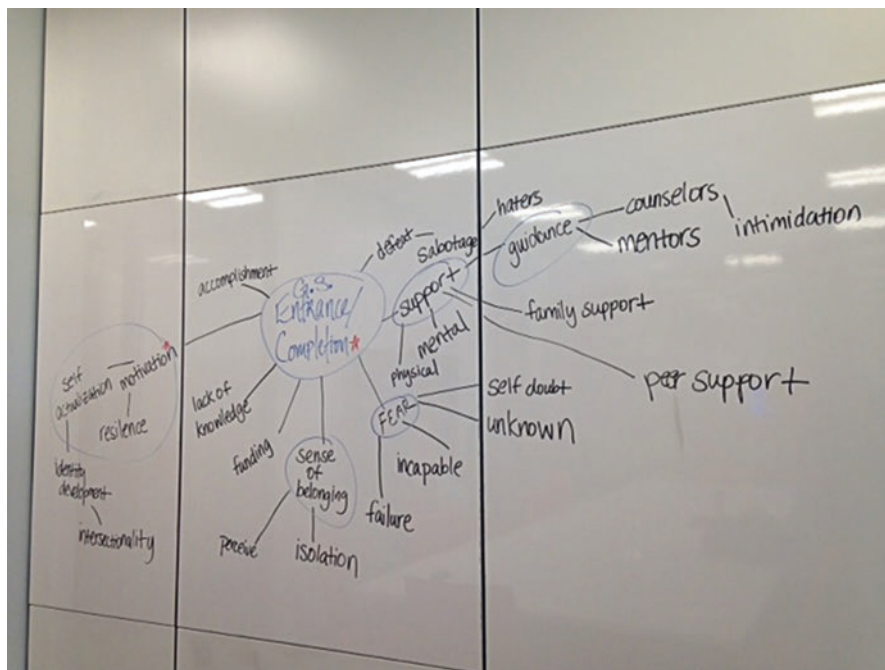 haters
counselors
intimidation
defeat
sabotage
guidance
mentors
accomplishment
G.S.
Entrance/
Completion*
support
family support
mental
physical
peer support
self
actualization
motivation*
resilence
lack of
knowledge
FEAR
self doubt
unknown
incapable
failure
funding
sense
of
belonging
perceive
isolation
identity
development
intersectionality